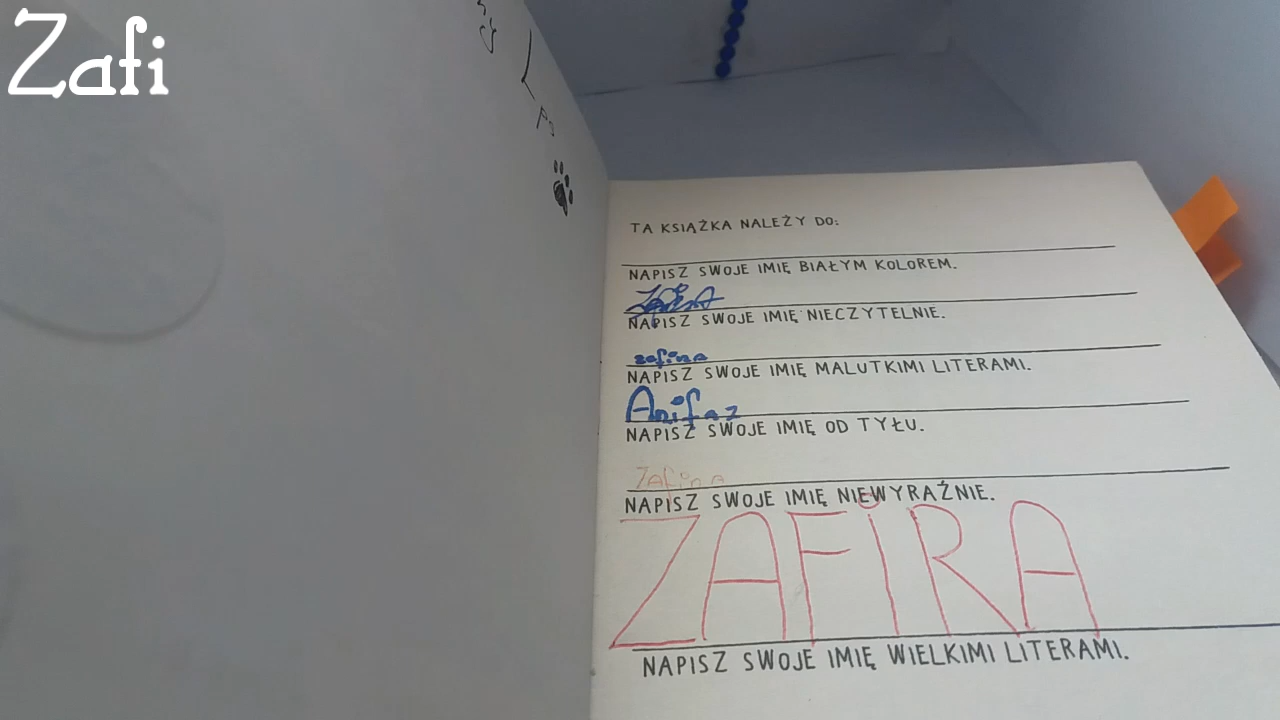 Zafi
L
Ps
TA KSIĄŻKA NALEŻY DO:
NAPISZ SWOJE IMIĘ BIAŁYM KOLOREM.
NAPISZ SWOJE IMIĘ NIECZYTELNIE.
zafira
NAPISZ SWOJE IMIĘ MALUTKIMI LITERAMI.
Arifaz
NAPISZ SWOJE IMIĘ OD TYŁU.
Zafira
NAPISZ SWOJE IMIĘ NIEWYRAŹNIE.
ZAFiRA
NAPISZ SWOJE IMIĘ WIELKIMI LITERAMI.